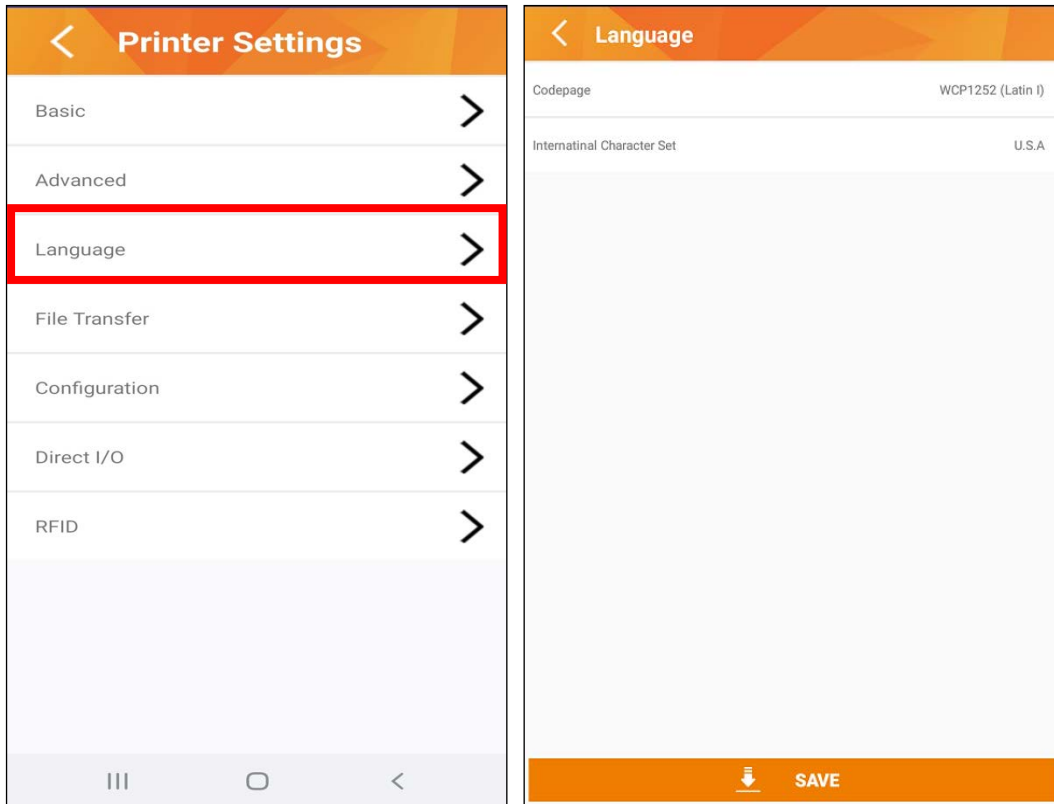 Printer Settings
Basic
Advanced
Language
File Transfer
Configuration
Direct I/O
RFID
Language
Codepage WCP1252 (Latin I)
Internatinal Character Set U.S.A
SAVE